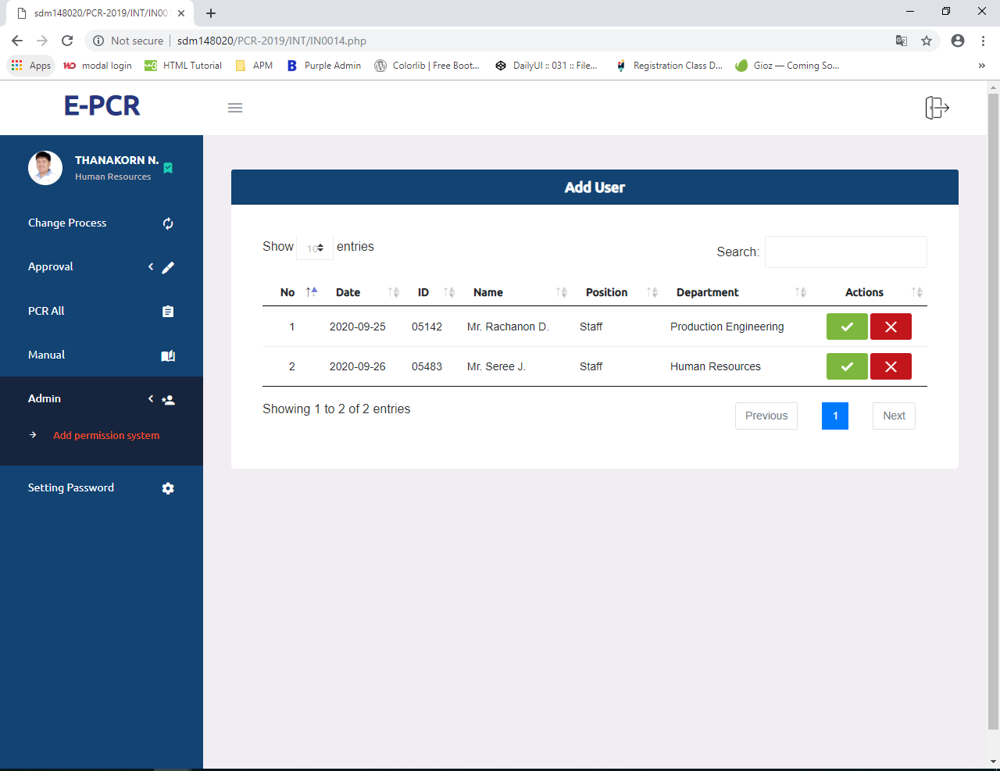 sdm148020/PCR-2019/INT/IN00
Not secure sdm148020/PCR-2019/INT/IN0014.php
Apps modal login HTML Tutorial APM Purple Admin Colorlib | Free Boot... DailyUI :: 031 :: File... Registration Class D... Gioz — Coming So...
E-PCR
THANAKORN N.
Human Resources
Change Process
Approval
PCR All
Manual
Admin
Add permission system
Setting Password
Add User
Show 10 entries
Search:
No Date ID Name Position Department Actions
1 2020-09-25 05142 Mr. Rachanon D. Staff Production Engineering
2 2020-09-26 05483 Mr. Seree J. Staff Human Resources
Showing 1 to 2 of 2 entries
Previous 1 Next